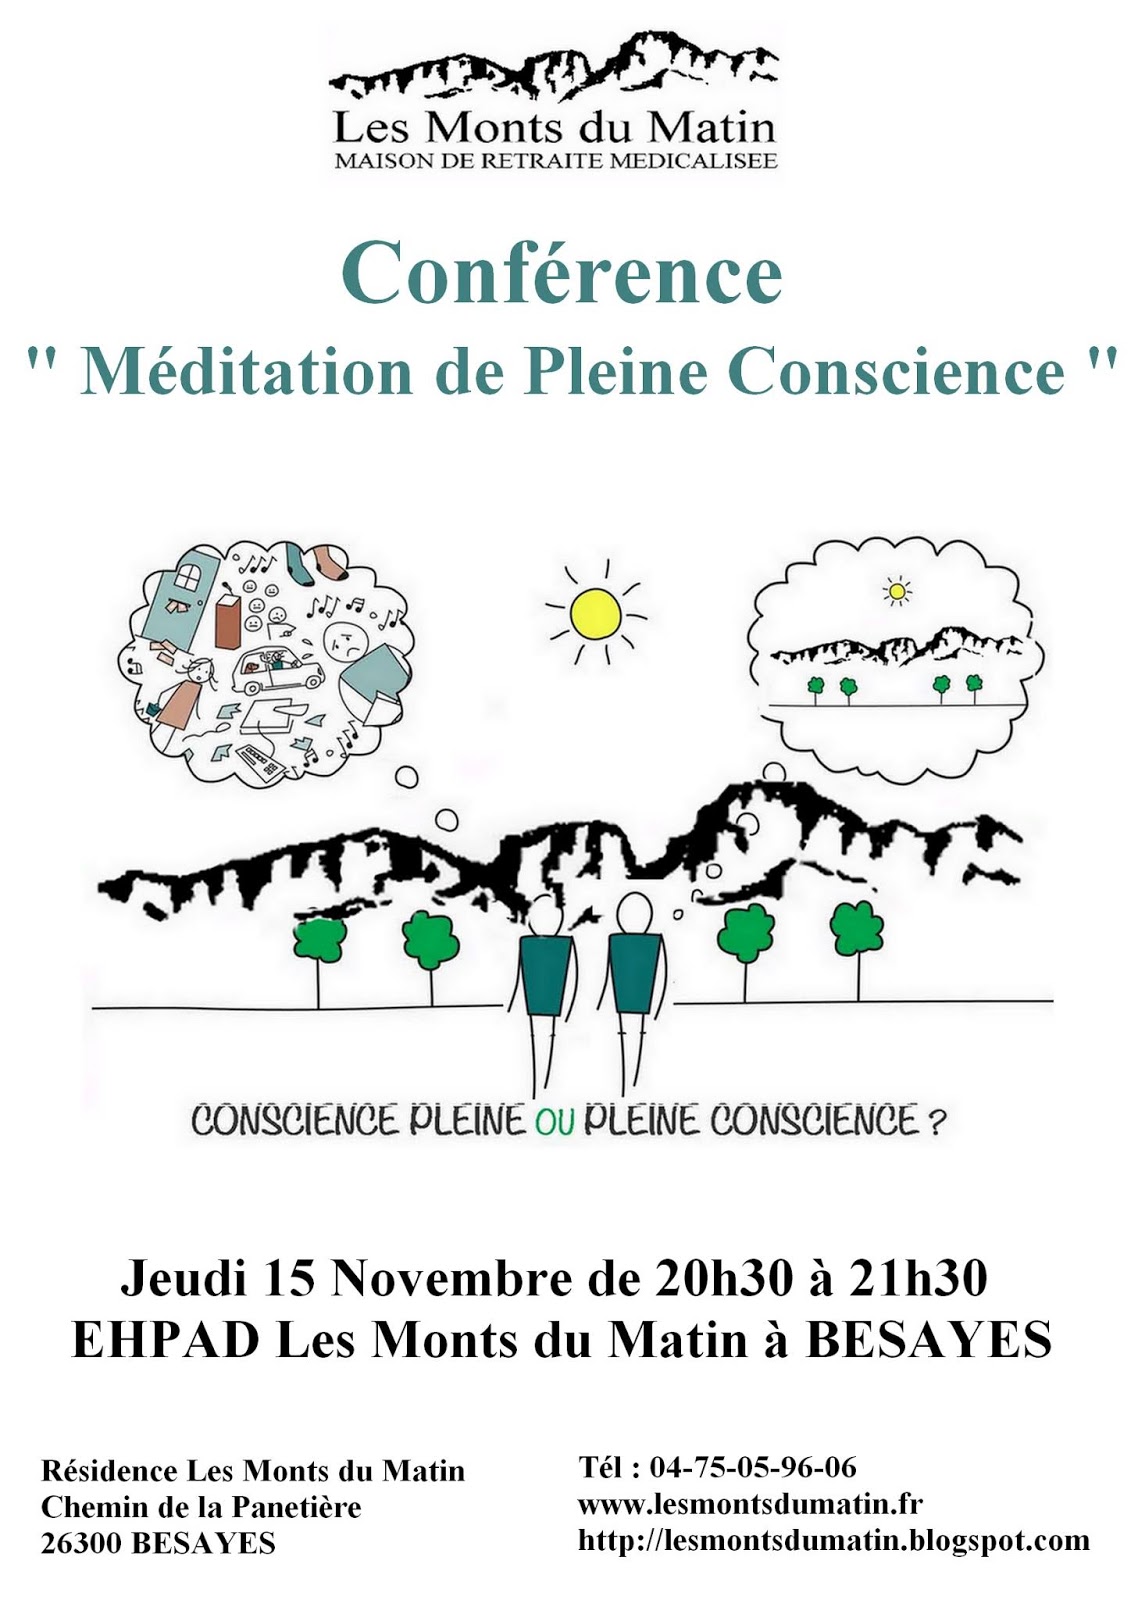 Les Monts du Matin
MAISON DE RETRAITE MEDICALISEE
Conférence
" Méditation de Pleine Conscience "
CONSCIENCE PLEINE OU PLEINE CONSCIENCE ?
Jeudi 15 Novembre de 20h30 à 21h30
EHPAD Les Monts du Matin à BESAYES
Résidence Les Monts du Matin
Chemin de la Panetière
26300 BESAYES
Tél : 04-75-05-96-06
www.lesmontsdumatin.fr
http://lesmontsdumatin.blogspot.com